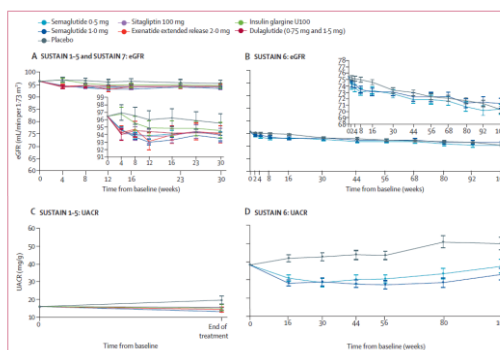 Semaglutide 0·5 mg
Semaglutide 1·0 mg
Placebo
Sitagliptin 100 mg
Exenatide extended release 2·0 mg
Insulin glargine U100
Dulaglutide (0·75 mg and 1·5 mg)
A SUSTAIN 1–5 and SUSTAIN 7: eGFR
eGFR (mL/min per 1·73 m²)
100
95
90
85
80
75
70
65
60
0 4 8 12 16 23 30
99
98
97
96
95
94
93
92
91
0 4 8 12 16 23 30
Time from baseline (weeks)
B SUSTAIN 6: eGFR
78
77
76
75
74
73
72
71
70
69
68
0 2 4 8 16 30 44 56 68 80 92
0 2 4 8 16 30 44 56 68 80 92
Time from baseline (weeks)
C SUSTAIN 1–5: UACR
UACR (mg/g)
60
50
40
30
20
10
0
End of
treatment
Time from baseline
D SUSTAIN 6: UACR
0 16 30 44 56 80
Time from baseline (weeks)